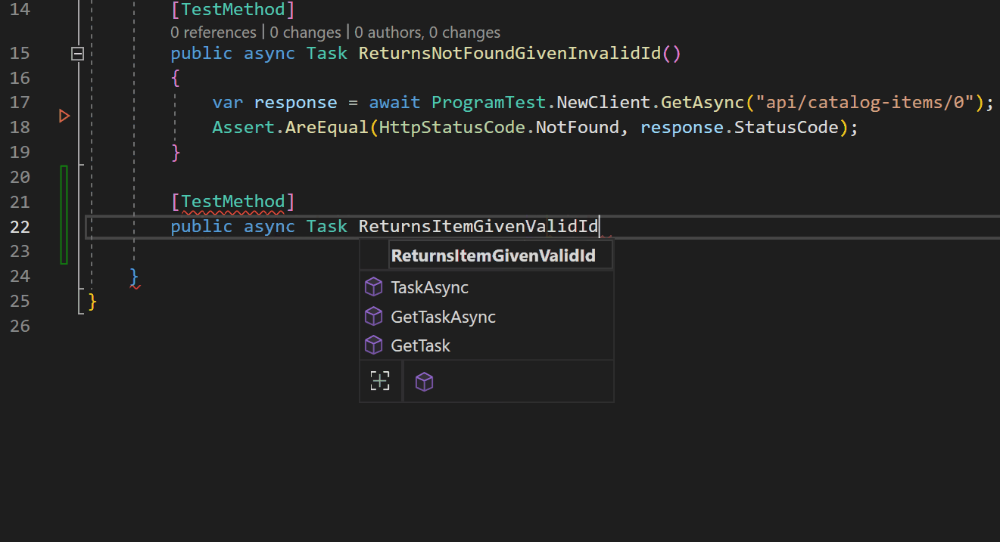 14 [TestMethod]
0 references | 0 changes | 0 authors, 0 changes
15 public async Task ReturnsNotFoundGivenInvalidId()
16 {
17 var response = await ProgramTest.NewClient.GetAsync("api/catalog-items/0");
18 Assert.AreEqual(HttpStatusCode.NotFound, response.StatusCode);
19 }
20
21 [TestMethod]
22 public async Task ReturnsItemGivenValidId
23
ReturnsItemGivenValidId
24 }
TaskAsync
25 }
GetTaskAsync
26
GetTask